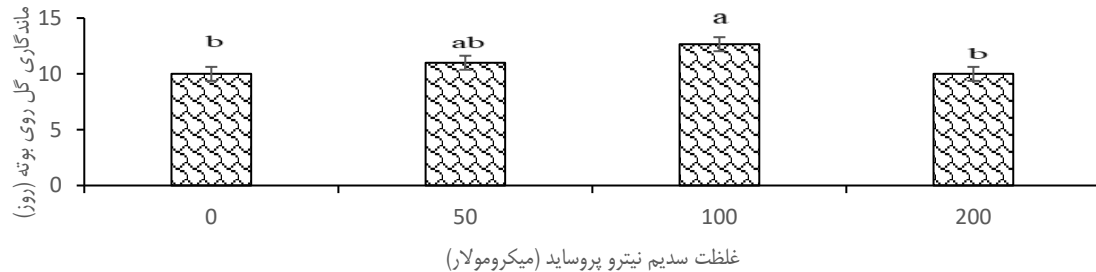 ماندگاری گل روی بوته (روز)
15
10
5
0
b
ab
a
b
0 50 100 200
غلظت سدیم نیترو پروساید (میکرومولار)